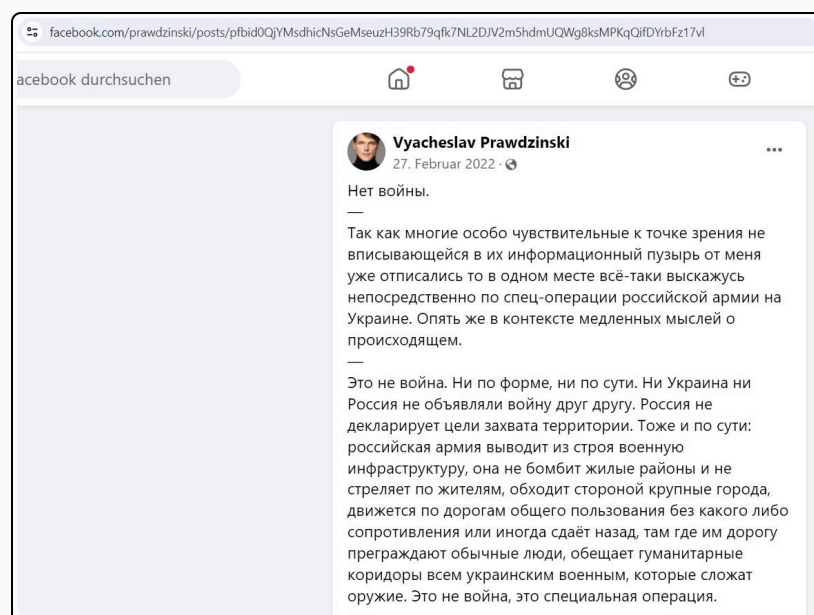 facebook.com/prawdzinski/posts/pfbid0QjYMsdhicNsGeMseuzH39Rb79qfk7NL2DJV2m5hdmUQWg8ksMPKqQifDYrbFz17vl
acebook durchsuchen
Vyacheslav Prawdzinski
27. Februar 2022 ·
Нет войны.
—
Так как многие особо чувствительные к точке зрения не
вписывающейся в их информационный пузырь от меня
уже отписались то в одном месте всё-таки выскажусь
непосредственно по спец-операции российской армии на
Украине. Опять же в контексте медленных мыслей о
происходящем.
—
Это не война. Ни по форме, ни по сути. Ни Украина ни
Россия не объявляли войну друг другу. Россия не
декларирует цели захвата территории. Тоже и по сути:
российская армия выводит из строя военную
инфраструктуру, она не бомбит жилые районы и не
стреляет по жителям, обходит стороной крупные города,
движется по дорогам общего пользования без какого либо
сопротивления или иногда сдаёт назад, там где им дорогу
преграждают обычные люди, обещает гуманитарные
коридоры всем украинским военным, которые сложат
оружие. Это не война, это специальная операция.